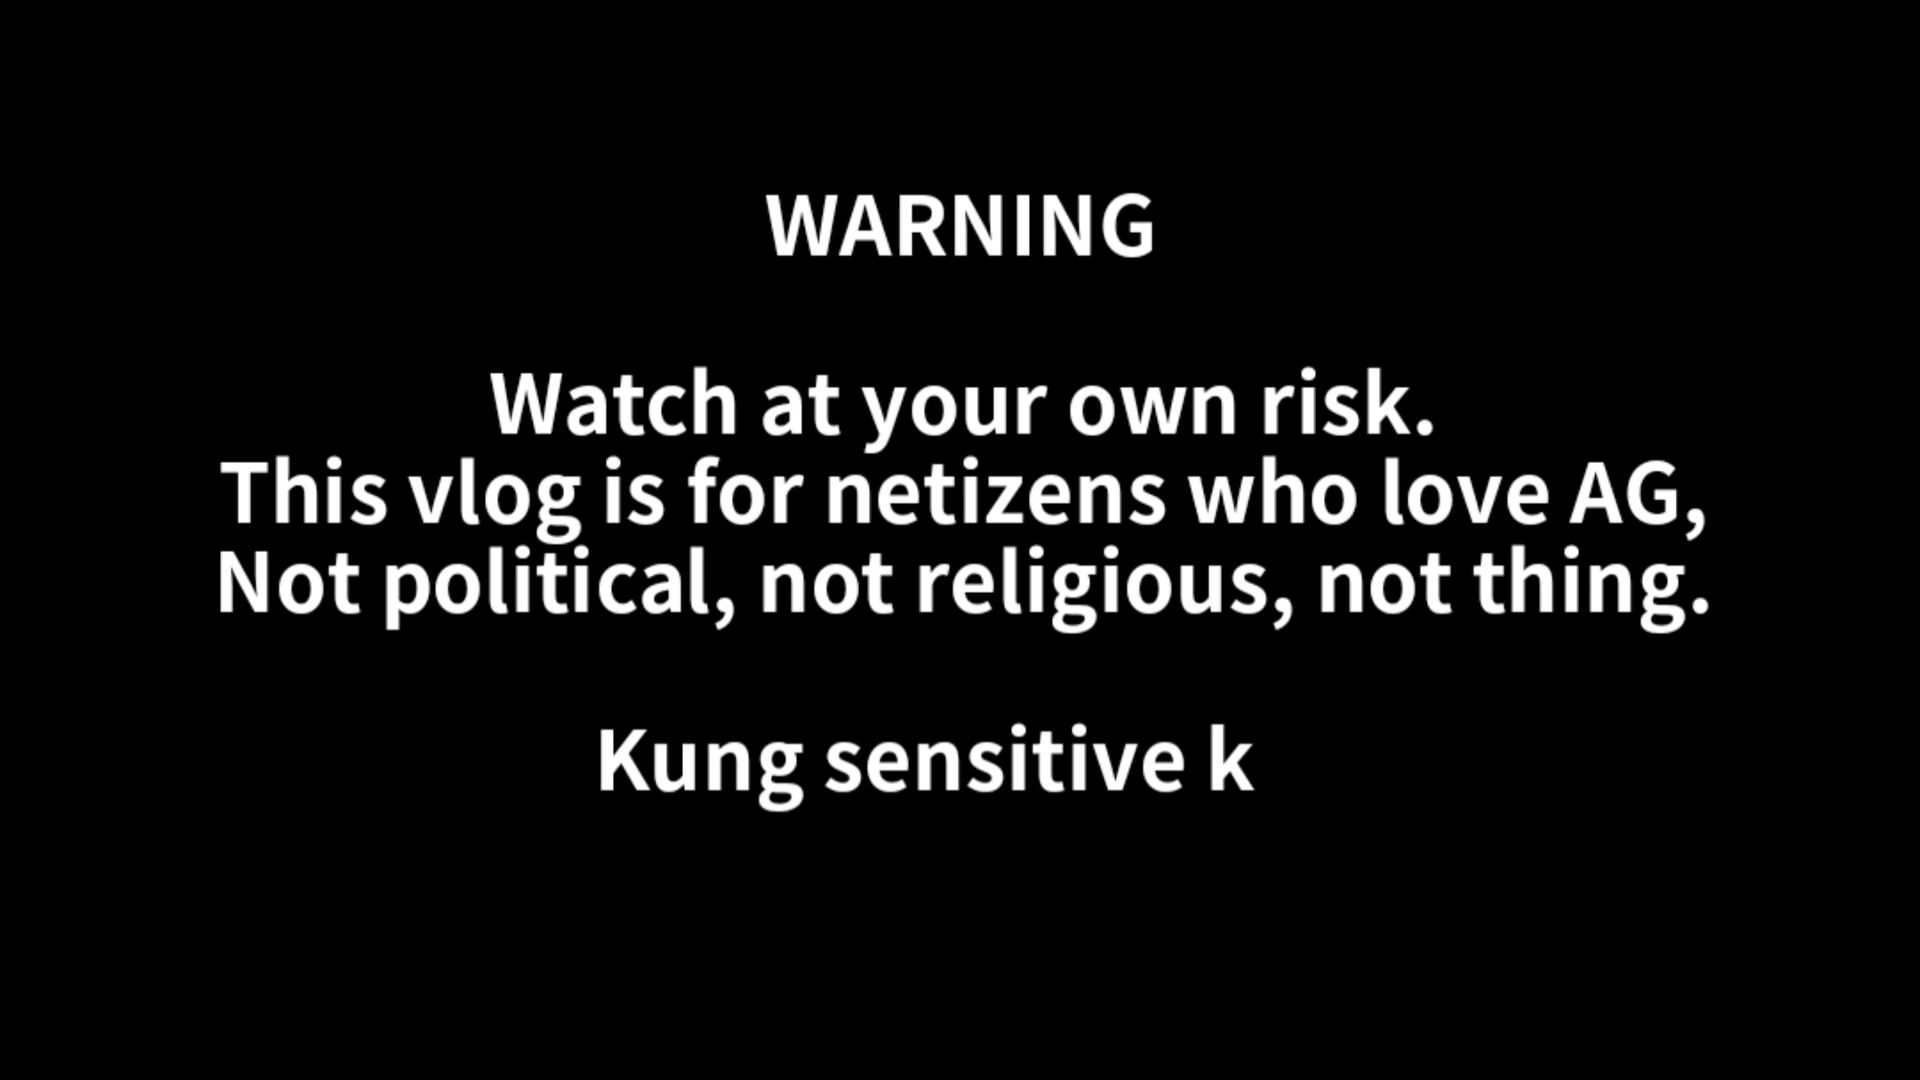 WARNING
Watch at your own risk.
This vlog is for netizens who love AG,
Not political, not religious, not thing.
Kung sensitive k